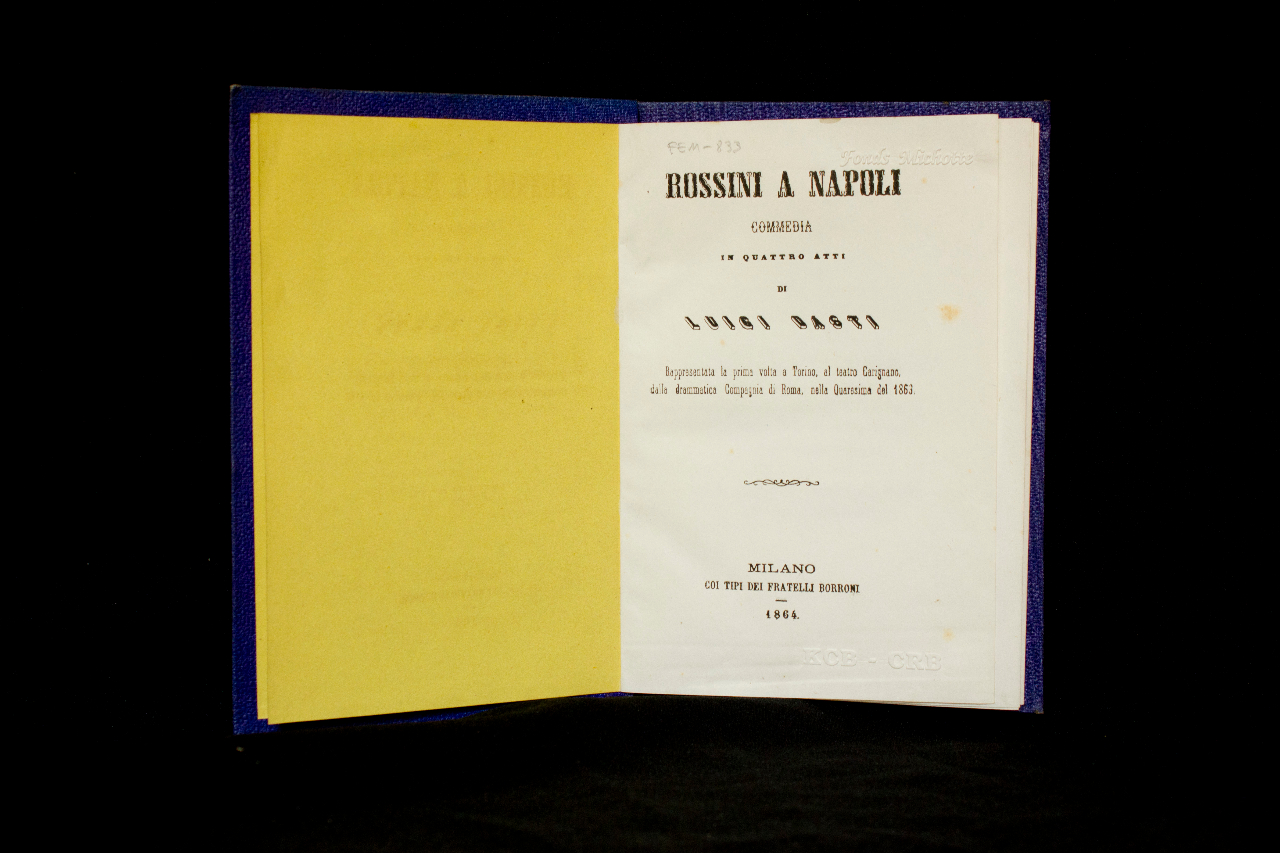 FEM-833
Fonds Michotte
ROSSINI A NAPOLI
COMMEDIA
IN QUATTRO ATTI
DI
LUIGI DASTI
Rappresentata la prima volta a Torino, al teatro Carignano,
dalla drammatica Compagnia di Roma, nella Quaresima del 1863.
MILANO
COI TIPI DEI FRATELLI BORRONI
1864.
KCB - CRB